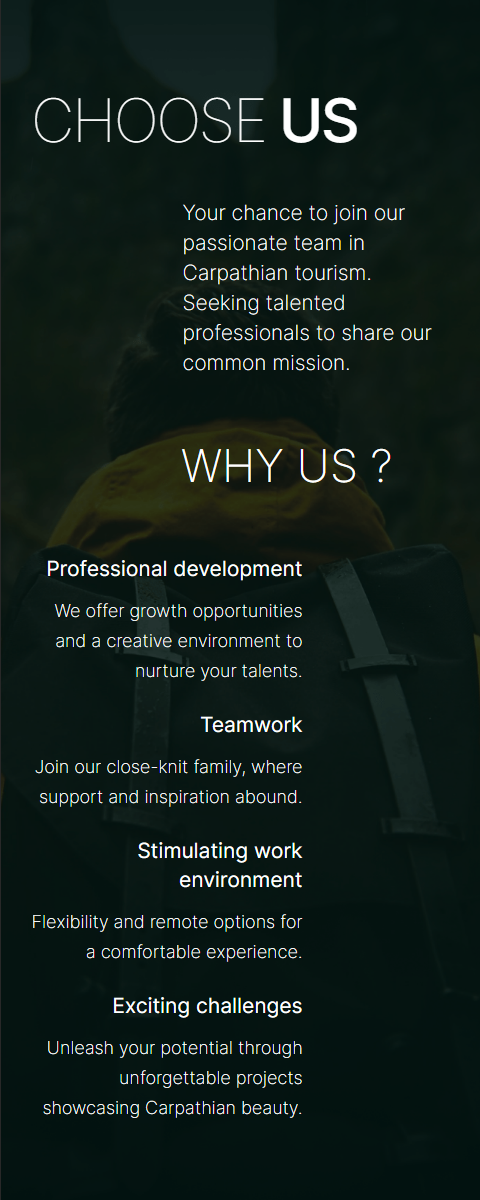 CHOOSE US
Your chance to join our
passionate team in
Carpathian tourism.
Seeking talented
professionals to share our
common mission.
WHY US ?
Professional development
We offer growth opportunities
and a creative environment to
nurture your talents.
Teamwork
Join our close-knit family, where
support and inspiration abound.
Stimulating work
environment
Flexibility and remote options for
a comfortable experience.
Exciting challenges
Unleash your potential through
unforgettable projects
showcasing Carpathian beauty.